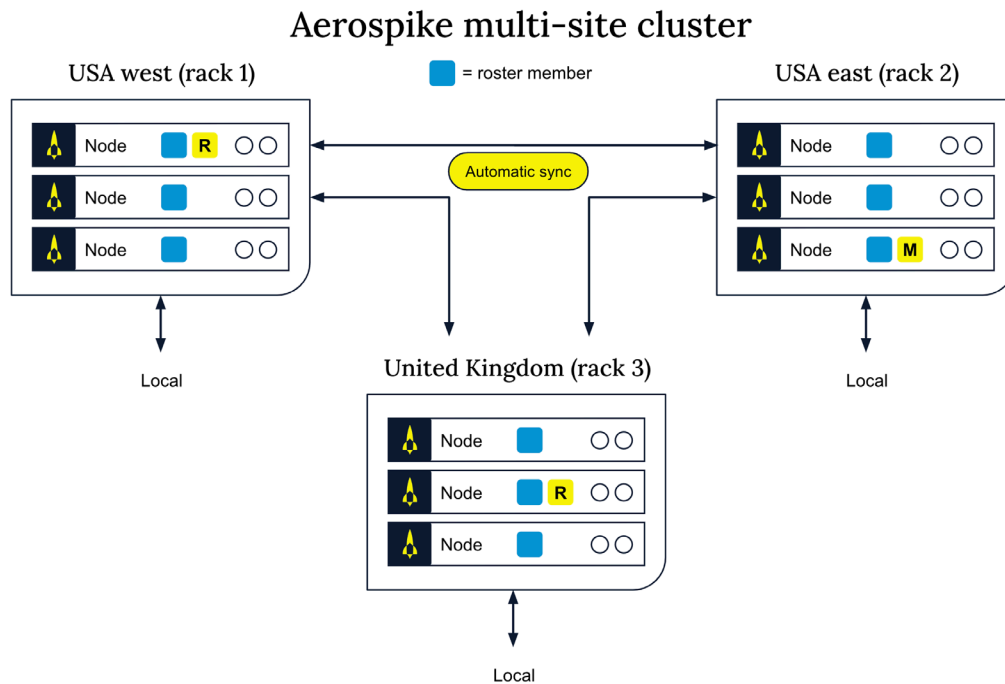 Aerospike multi-site cluster
USA west (rack 1)
= roster member
USA east (rack 2)
Node R
Node
Node
Automatic sync
Node
Node
Node M
Local
Local
United Kingdom (rack 3)
Node
Node R
Node
Local